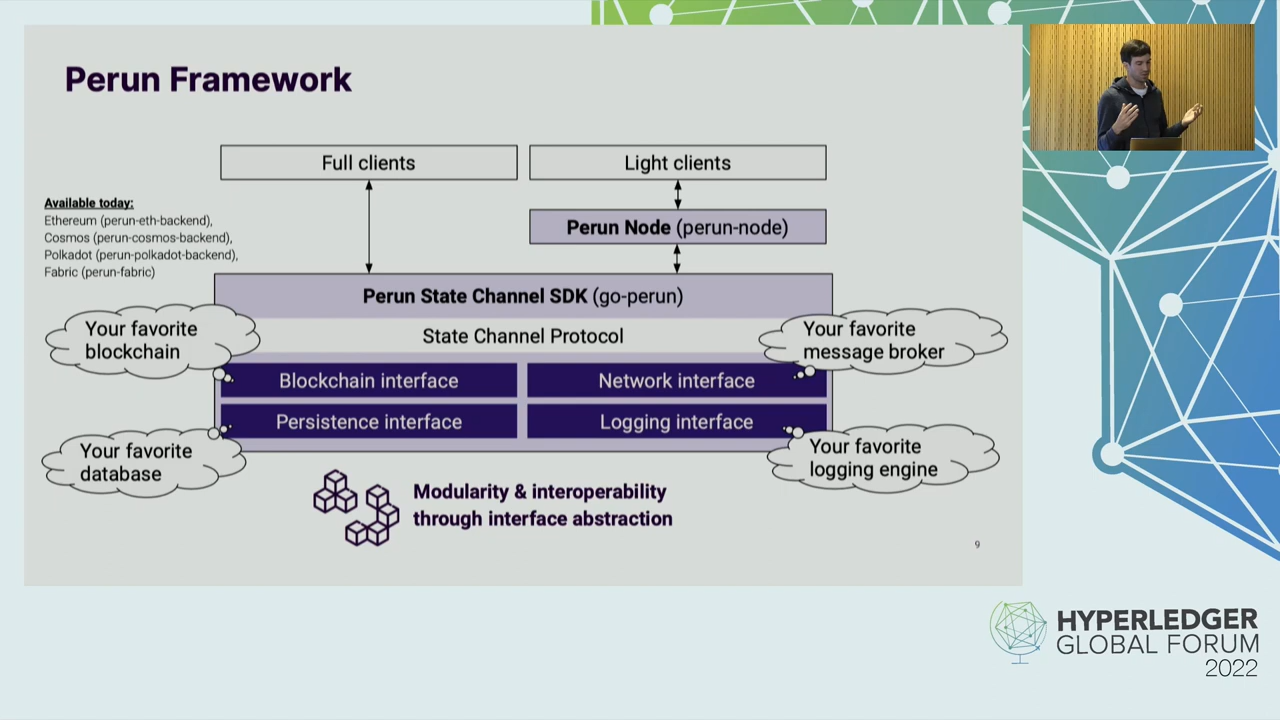 Perun Framework
Full clients
Light clients
Available today:
Ethereum (perun-eth-backend),
Cosmos (perun-cosmos-backend),
Polkadot (perun-polkadot-backend),
Fabric (perun-fabric)
Perun Node (perun-node)
Perun State Channel SDK (go-perun)
State Channel Protocol
Your favorite
blockchain
Your favorite
message broker
Blockchain interface
Network interface
Persistence interface
Logging interface
Your favorite
database
Your favorite
logging engine
Modularity & interoperability
through interface abstraction
9
HYPERLEDGER
GLOBAL FORUM
2022